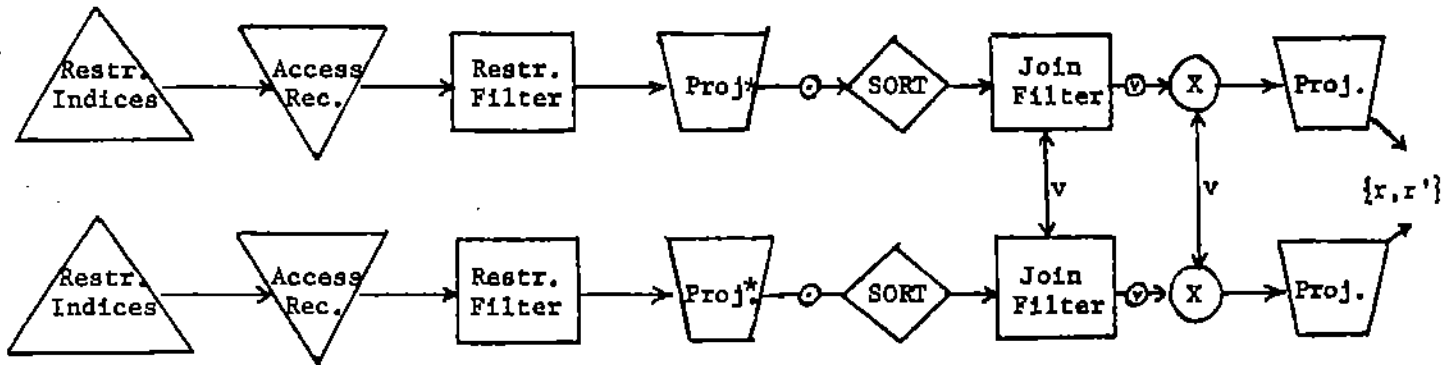 Restr.
Indices
Access
Rec.
Restr.
Filter
Proj*
SORT
Join
Filter
v
X
Proj.
v
v
{r,r'}
Restr.
Indices
Access
Rec.
Restr.
Filter
Proj*.
SORT
Join
Filter
v
X
Proj.